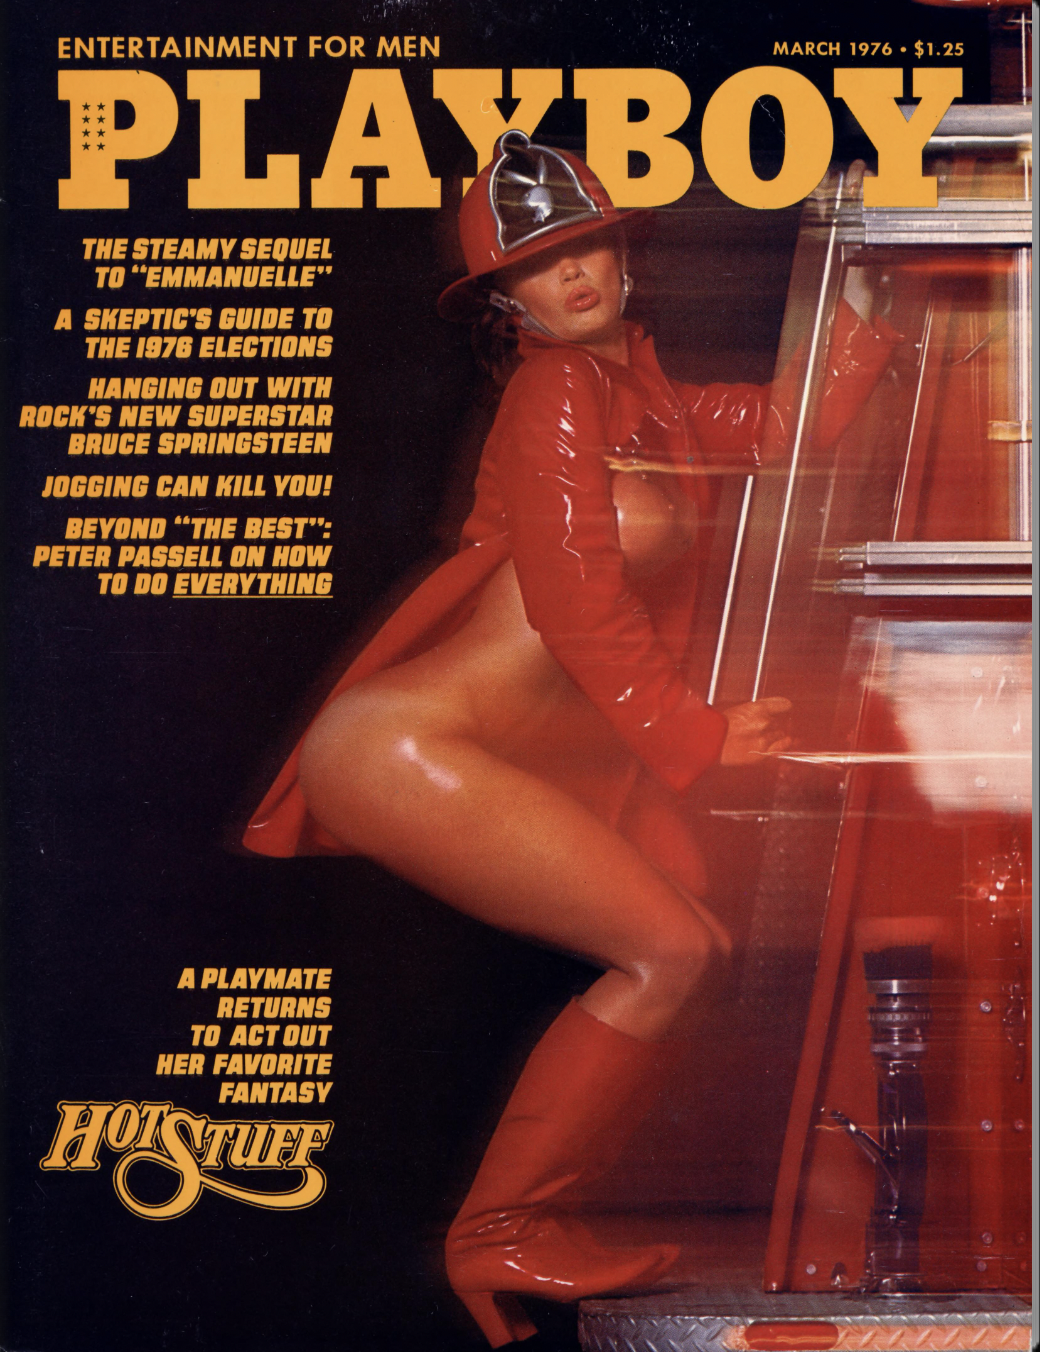 ENTERTAINMENT FOR MEN
MARCH 1976 • $1.25
PLAYBOY
THE STEAMY SEQUEL
TO “EMMANUELLE”
A SKEPTIC'S GUIDE TO
THE 1976 ELECTIONS
HANGING OUT WITH
ROCK'S NEW SUPERSTAR
BRUCE SPRINGSTEEN
JOGGING CAN KILL YOU!
BEYOND “THE BEST”:
PETER PASSELL ON HOW
TO DO EVERYTHING
A PLAYMATE
RETURNS
TO ACT OUT
HER FAVORITE
FANTASY
HOT STUFF